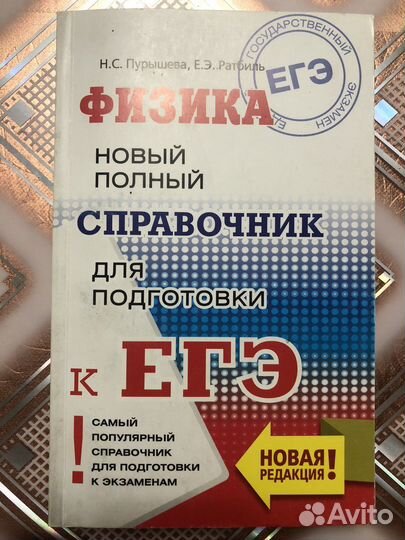 Н.С. Пурышева, Е.Э. Ратбиль
ГОСУДАРСТВЕННЫЙ
ЕГЭ
ЭКЗАМЕН
ФИЗИКА
НОВЫЙ
ПОЛНЫЙ
СПРАВОЧНИК
ДЛЯ
ПОДГОТОВКИ
К ЕГЭ
!
САМЫЙ
ПОПУЛЯРНЫЙ
СПРАВОЧНИК
ДЛЯ ПОДГОТОВКИ
К ЭКЗАМЕНАМ
НОВАЯ
РЕДАКЦИЯ!
Avito